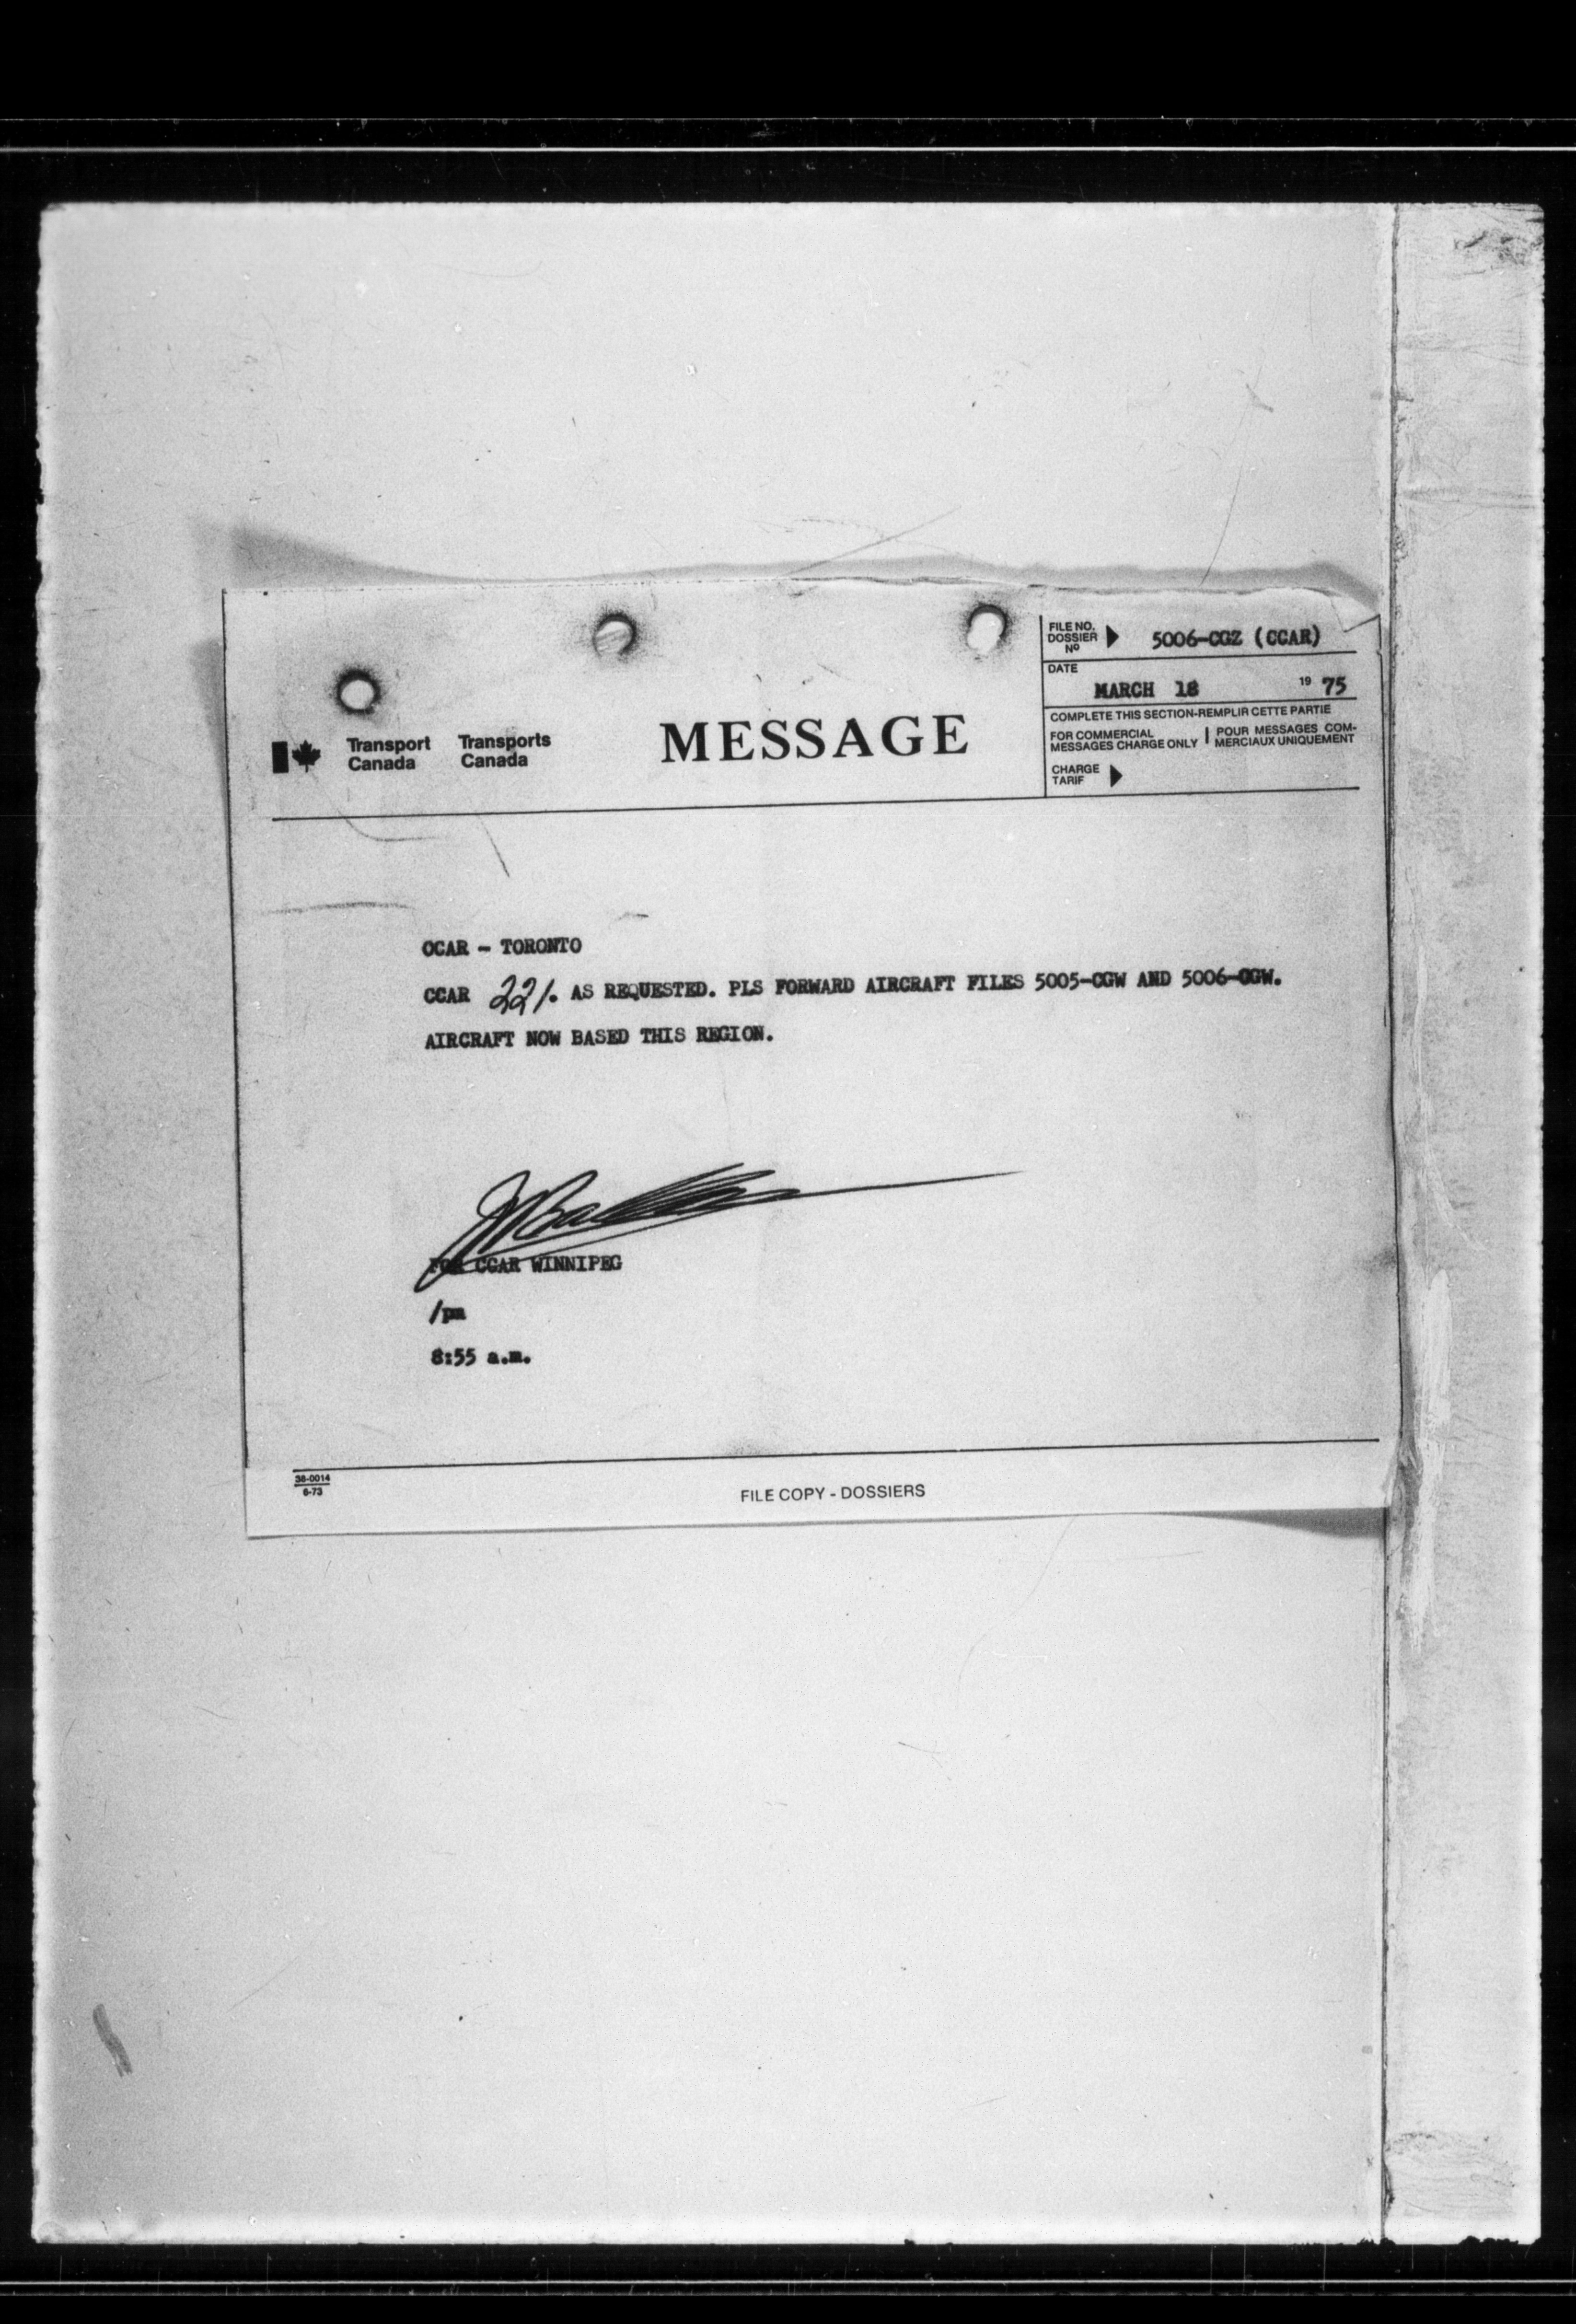 FILE NO.
DOSSIER
Nº
5006-CGZ (CCAR)
DATE
MARCH 18 19 75
COMPLETE THIS SECTION-REMPLIR CETTE PARTIE
FOR COMMERCIAL
MESSAGES CHARGE ONLY
POUR MESSAGES COM-
MERCIAUX UNIQUEMENT
CHARGE
TARIF
Transport
Canada
Transports
Canada
MESSAGE
OCAR - TORONTO
CCAR 221. AS REQUESTED. PLS FORWARD AIRCRAFT FILES 5005-CGW AND 5006-CGW.
AIRCRAFT NOW BASED THIS REGION.
FOR CCAR WINNIPEG
/pm
8:55 a.m.
38-0014
6-73
FILE COPY - DOSSIERS